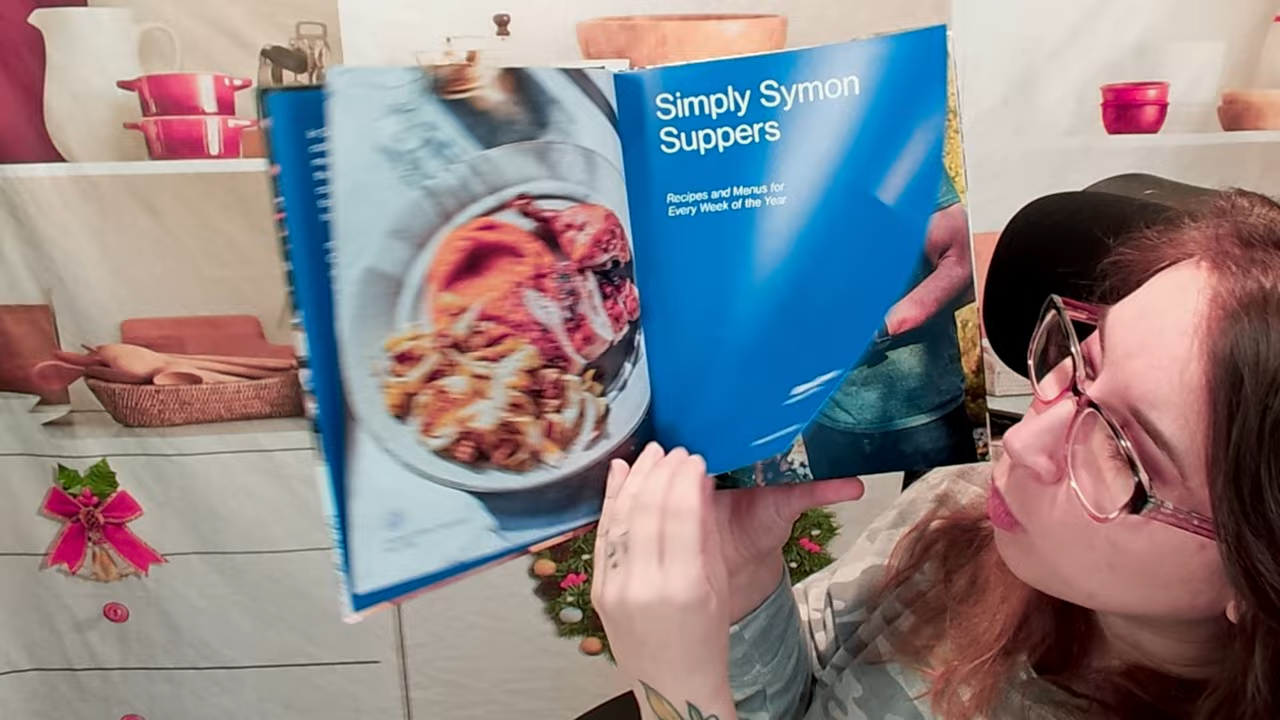 Simply Symon
Suppers
Recipes and Menus for
Every Week of the Year